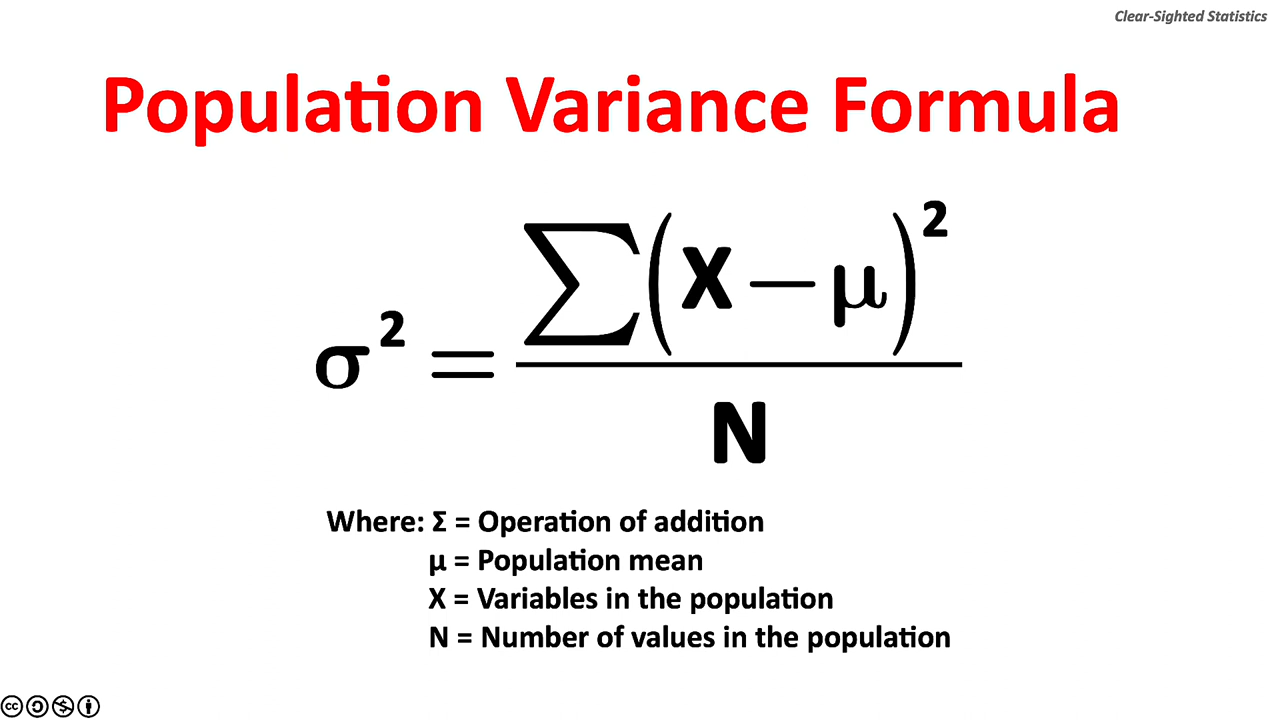 Clear-Sighted Statistics
Population Variance Formula
σ² = ∑(X − μ)² / N
Where: Σ = Operation of addition
μ = Population mean
X = Variables in the population
N = Number of values in the population
cc